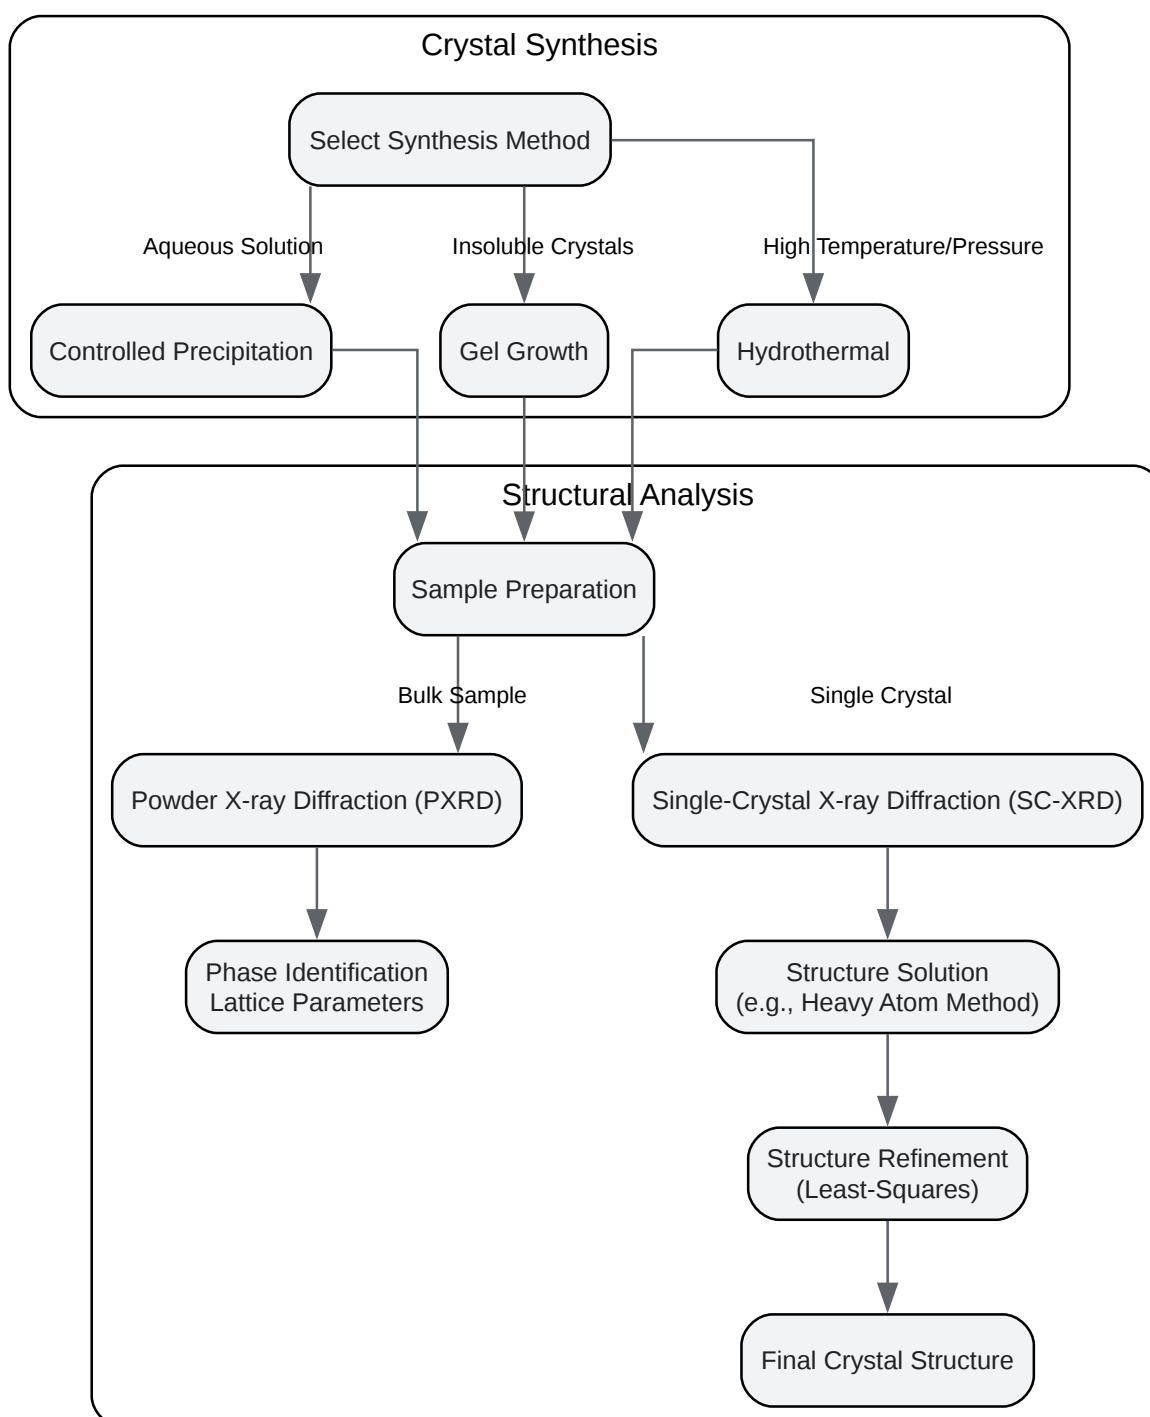 Crystal Synthesis
Select Synthesis Method
Aqueous Solution
Insoluble Crystals
High Temperature/Pressure
Controlled Precipitation
Gel Growth
Hydrothermal
Structural Analysis
Sample Preparation
Bulk Sample
Single Crystal
Powder X-ray Diffraction (PXRD)
Single-Crystal X-ray Diffraction (SC-XRD)
Phase Identification
Lattice Parameters
Structure Solution
(e.g., Heavy Atom Method)
Structure Refinement
(Least-Squares)
Final Crystal Structure